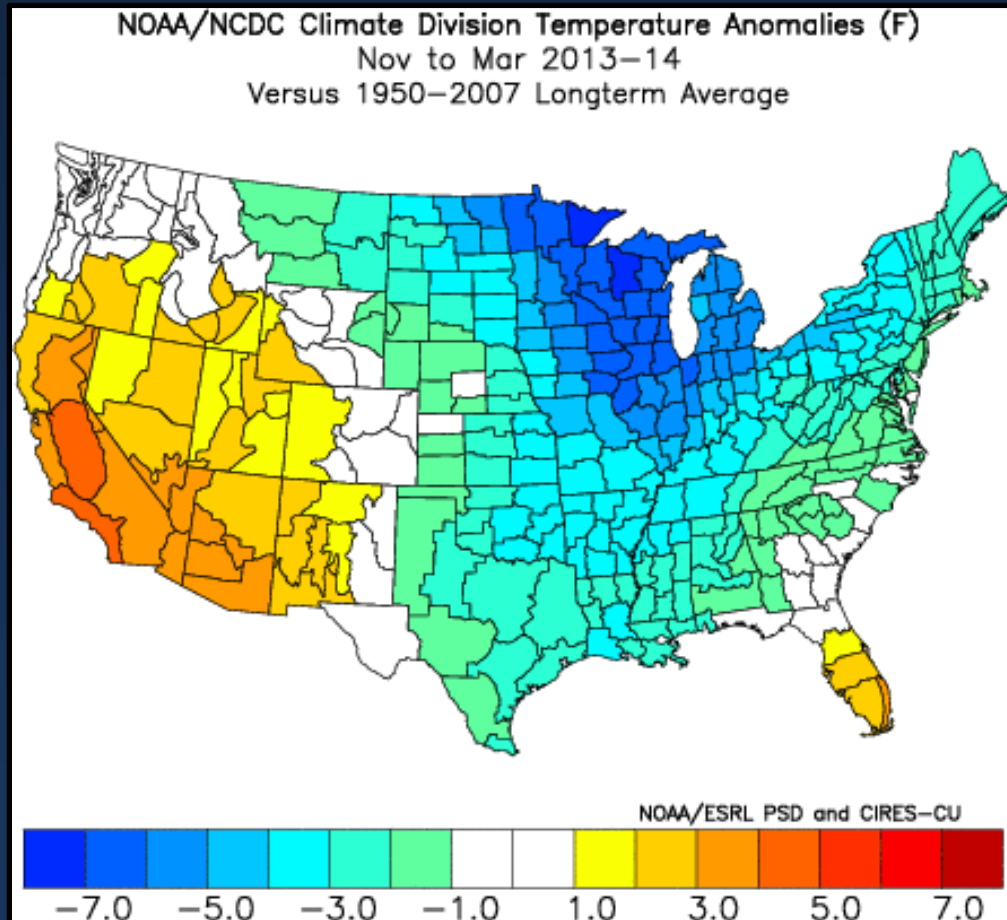 NOAA/NCDC Climate Division Temperature Anomalies (F)
Nov to Mar 2013–14
Versus 1950–2007 Longterm Average
NOAA/ESRL PSD and CIRES–CU
−7.0 −5.0 −3.0 −1.0 1.0 3.0 5.0 7.0